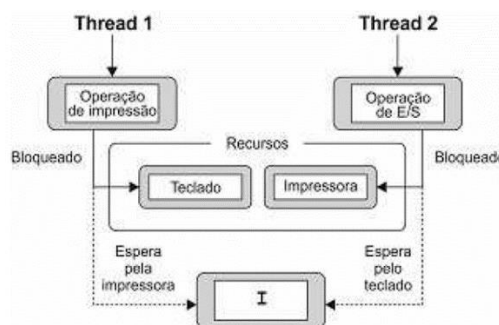 Thread 1
Thread 2
Operação
de impressão
Operação
de E/S
Bloqueado
Recursos
Bloqueado
Teclado
Impressora
Espera
pela
impressora
Espera
pelo
teclado
I